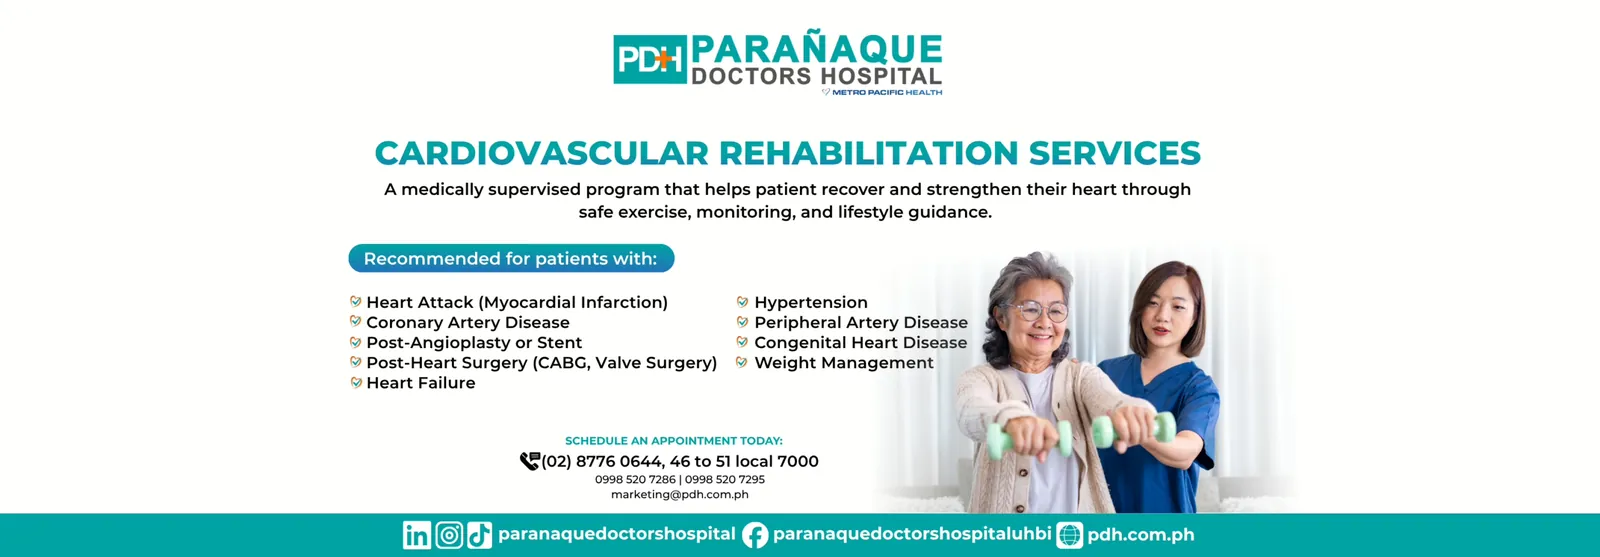 PDH PARAÑAQUE
DOCTORS HOSPITAL
METRO PACIFIC HEALTH
CARDIOVASCULAR REHABILITATION SERVICES
A medically supervised program that helps patient recover and strengthen their heart through
safe exercise, monitoring, and lifestyle guidance.
Recommended for patients with:
Heart Attack (Myocardial Infarction)
Coronary Artery Disease
Post-Angioplasty or Stent
Post-Heart Surgery (CABG, Valve Surgery)
Heart Failure
Hypertension
Peripheral Artery Disease
Congenital Heart Disease
Weight Management
SCHEDULE AN APPOINTMENT TODAY:
(02) 8776 0644, 46 to 51 local 7000
0998 520 7286 | 0998 520 7295
marketing@pdh.com.ph
in paranaquedoctorshospital paranaquedoctorshospitaluhbi pdh.com.ph